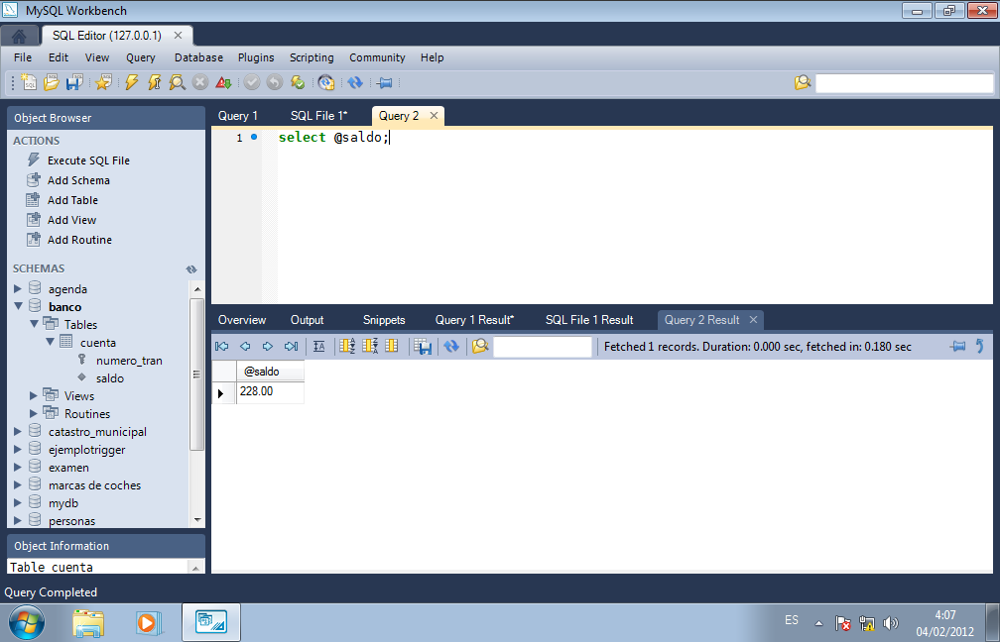 MySQL Workbench
SQL Editor (127.0.0.1)
File Edit View Query Database Plugins Scripting Community Help
Object Browser
ACTIONS
Execute SQL File
Add Schema
Add Table
Add View
Add Routine
SCHEMAS
agenda
banco
Tables
cuenta
numero_tran
saldo
Views
Routines
catastro_municipal
ejemplotrigger
examen
marcas de coches
mydb
personas
Object Information
Table cuenta
Query 1 SQL File 1* Query 2
1 select @saldo;
Overview Output Snippets Query 1 Result* SQL File 1 Result Query 2 Result
Fetched 1 records. Duration: 0.000 sec, fetched in: 0.180 sec
@saldo
228.00
Query Completed
ES
4:07
04/02/2012